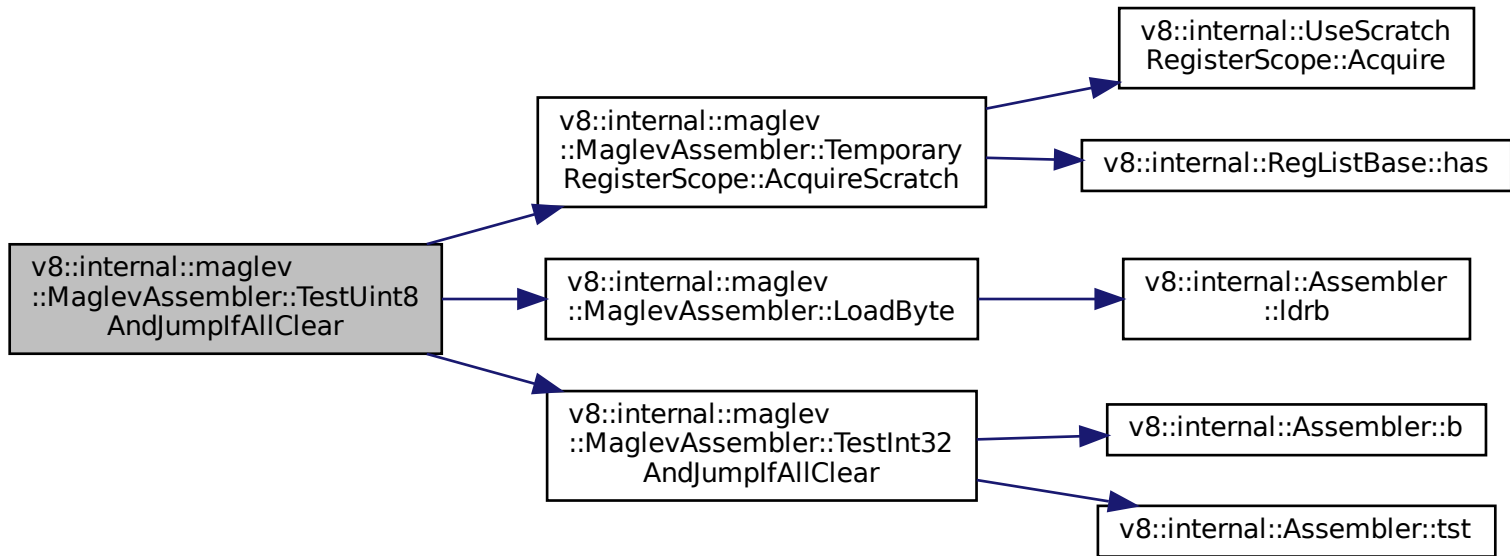 v8::internal::maglev
::MaglevAssembler::TestUint8
AndJumpIfAllClear
v8::internal::maglev
::MaglevAssembler::Temporary
RegisterScope::AcquireScratch
v8::internal::UseScratch
RegisterScope::Acquire
v8::internal::RegListBase::has
v8::internal::maglev
::MaglevAssembler::LoadByte
v8::internal::Assembler
::ldrb
v8::internal::maglev
::MaglevAssembler::TestInt32
AndJumpIfAllClear
v8::internal::Assembler::b
v8::internal::Assembler::tst